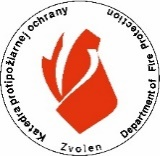 Katedra protipožiarnej ochrany
Department of Fire Protection
Zvolen